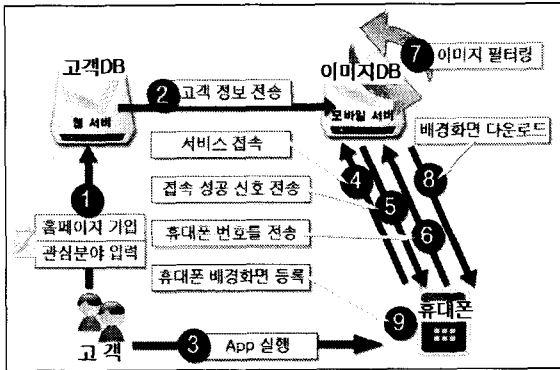 고객DB
웹 서버
2 고객 정보 전송
이미지DB
모바일 서버
7 이미지 필터링
서비스 접속
배경화면 다운로드
4
8
접속 성공 신호 전송
5
1
홈페이지 기업
관심분야 입력
휴대폰 번호를 전송
6
휴대폰 배경화면 등록
9
휴대폰
고객
3 App 실행